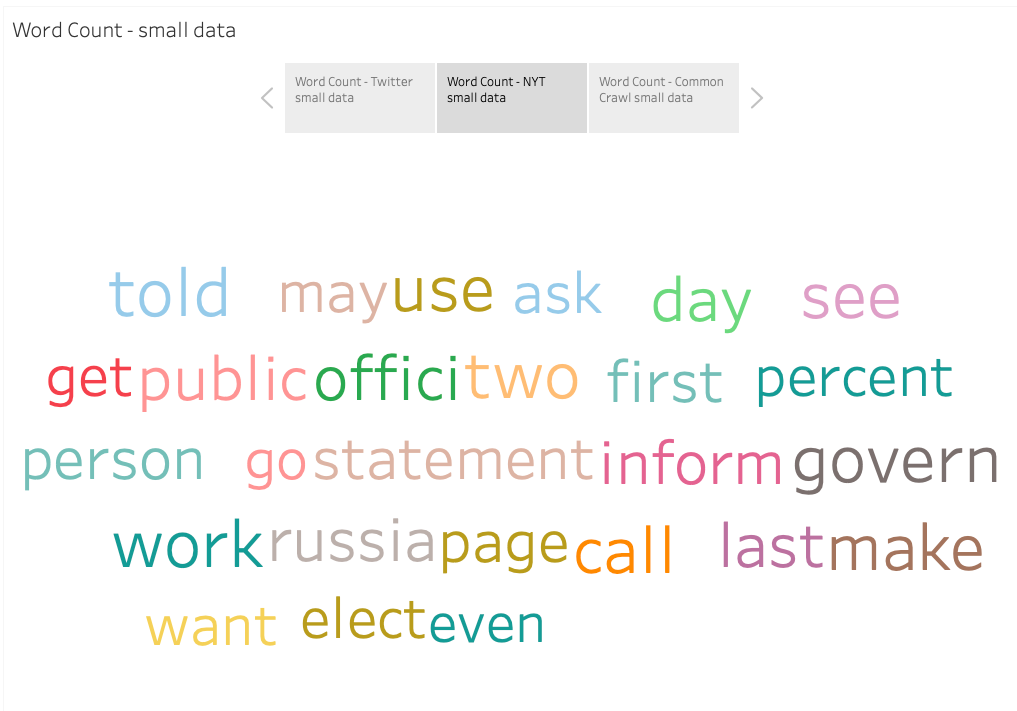 Word Count - small data
Word Count - Twitter small data
Word Count - NYT small data
Word Count - Common Crawl small data
told may use ask day see
get public offici two first percent
person go statement inform govern
work russia page call last make
want elect even